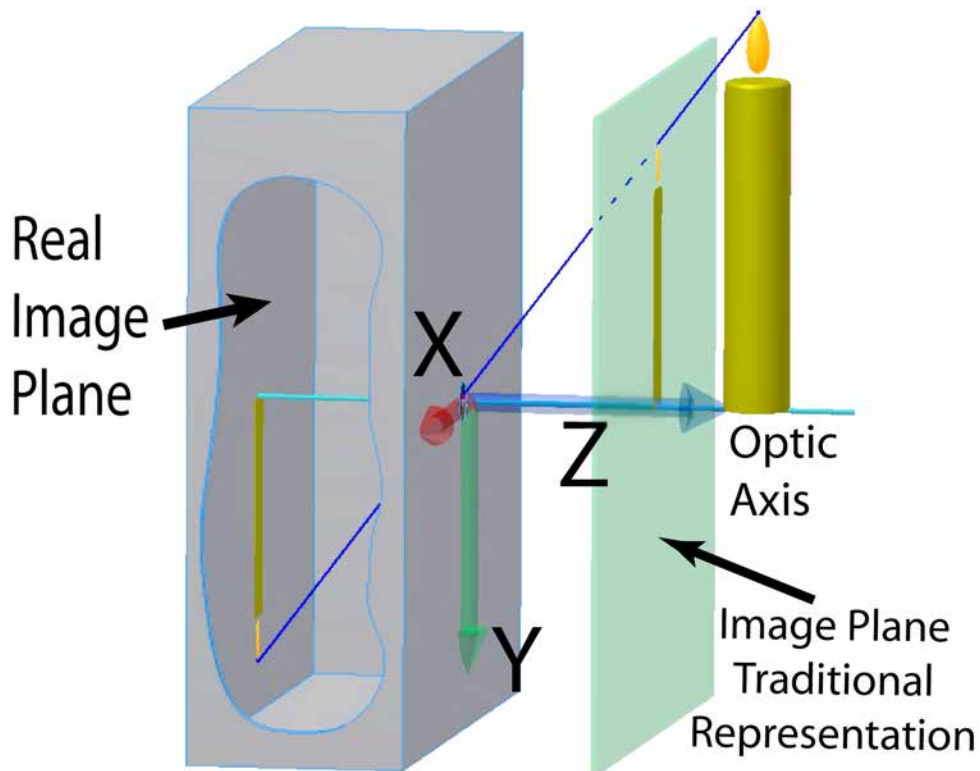 Real
Image
Plane
X
Z
Y
Optic
Axis
Image Plane
Traditional
Representation